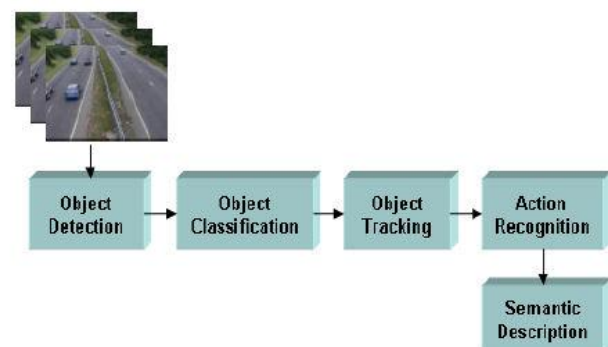 Object
Detection
Object
Classification
Object
Tracking
Action
Recognition
Semantic
Description